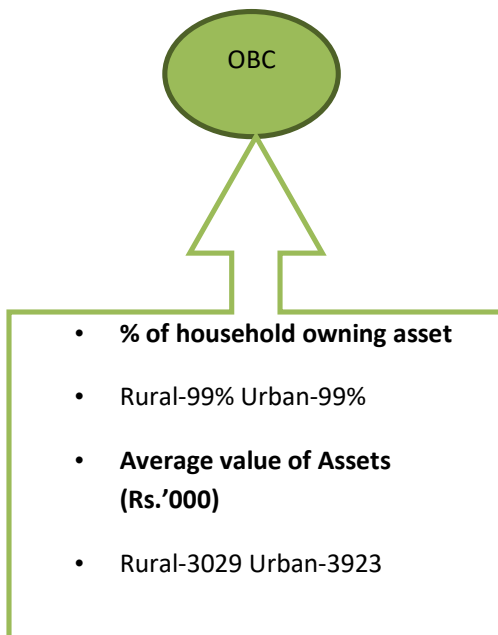 OBC
• % of household owning asset
• Rural-99% Urban-99%
• Average value of Assets
(Rs.’000)
• Rural-3029 Urban-3923